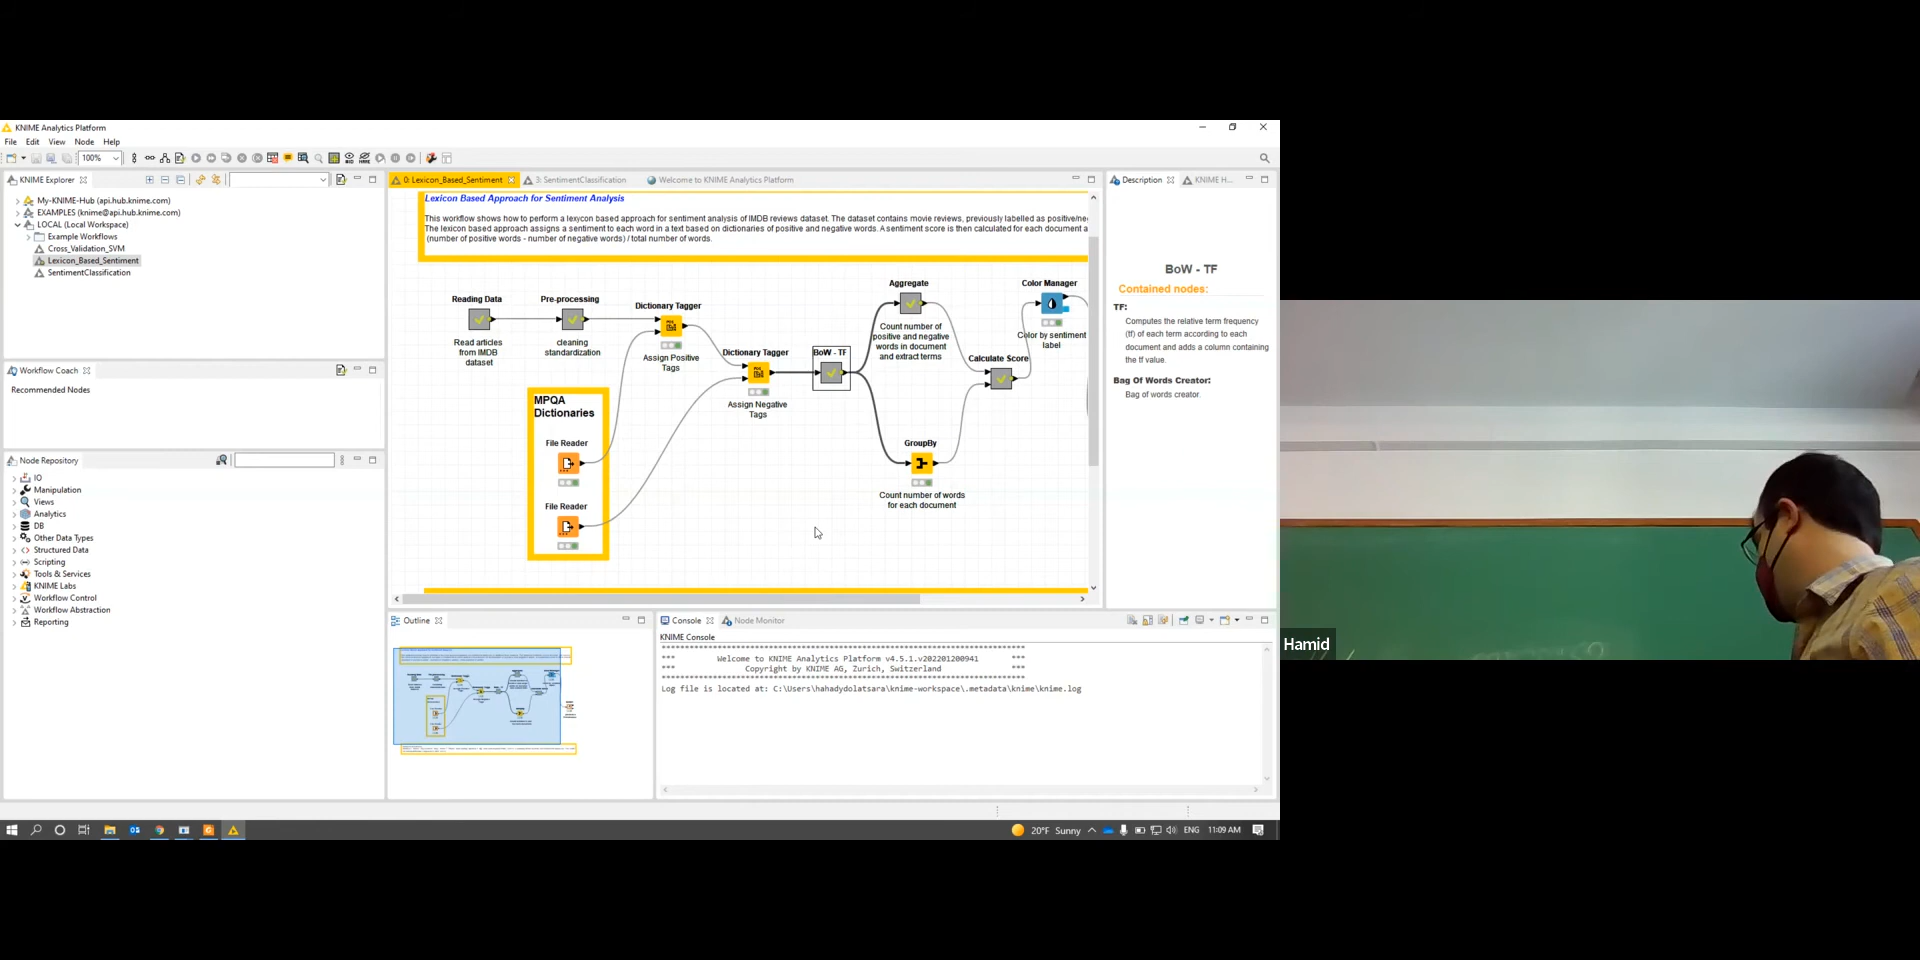 KNIME Analytics Platform
File Edit View Node Help
100%
KNIME Explorer
My-KNIME-Hub (api.hub.knime.com)
EXAMPLES (knime@api.hub.knime.com)
LOCAL (Local Workspace)
Example Workflows
Cross_Validation_SVM
Lexicon_Based_Sentiment
SentimentClassification
Workflow Coach
Recommended Nodes
Node Repository
IO
Manipulation
Views
Analytics
DB
Other Data Types
Structured Data
Scripting
Tools & Services
KNIME Labs
Workflow Control
Workflow Abstraction
Reporting
0: Lexicon_Based_Sentiment
3: SentimentClassification
Welcome to KNIME Analytics Platform
Lexicon Based Approach for Sentiment Analysis
This workflow shows how to perform a lexycon based approach for sentiment analysis of IMDB reviews dataset. The dataset contains movie reviews, previously labelled as positive/ne
The lexicon based approach assigns a sentiment to each word in a text based on dictionaries of positive and negative words. A sentiment score is then calculated for each document a
(number of positive words - number of negative words) / total number of words.
Reading Data
Read articles
from IMDB
dataset
Pre-processing
cleaning
standardization
Dictionary Tagger
Assign Positive
Tags
Dictionary Tagger
Assign Negative
Tags
MPQA
Dictionaries
File Reader
File Reader
BoW - TF
Aggregate
Count number of
positive and negative
words in document
and extract terms
GroupBy
Count number of words
for each document
Calculate Score
Color Manager
Color by sentiment
label
Description
KNIME H...
BoW - TF
Contained nodes:
TF:
Computes the relative term frequency
(tf) of each term according to each
document and adds a column containing
the tf value.
Bag Of Words Creator:
Bag of words creator.
Outline
Console
Node Monitor
KNIME Console
*** Welcome to KNIME Analytics Platform v4.5.1.v202201200941 ***
*** Copyright by KNIME AG, Zurich, Switzerland ***
Log file is located at: C:\Users\hahadydolatsara\knime-workspace\.metadata\knime\knime.log
20°F Sunny
ENG
11:09 AM
Hamid